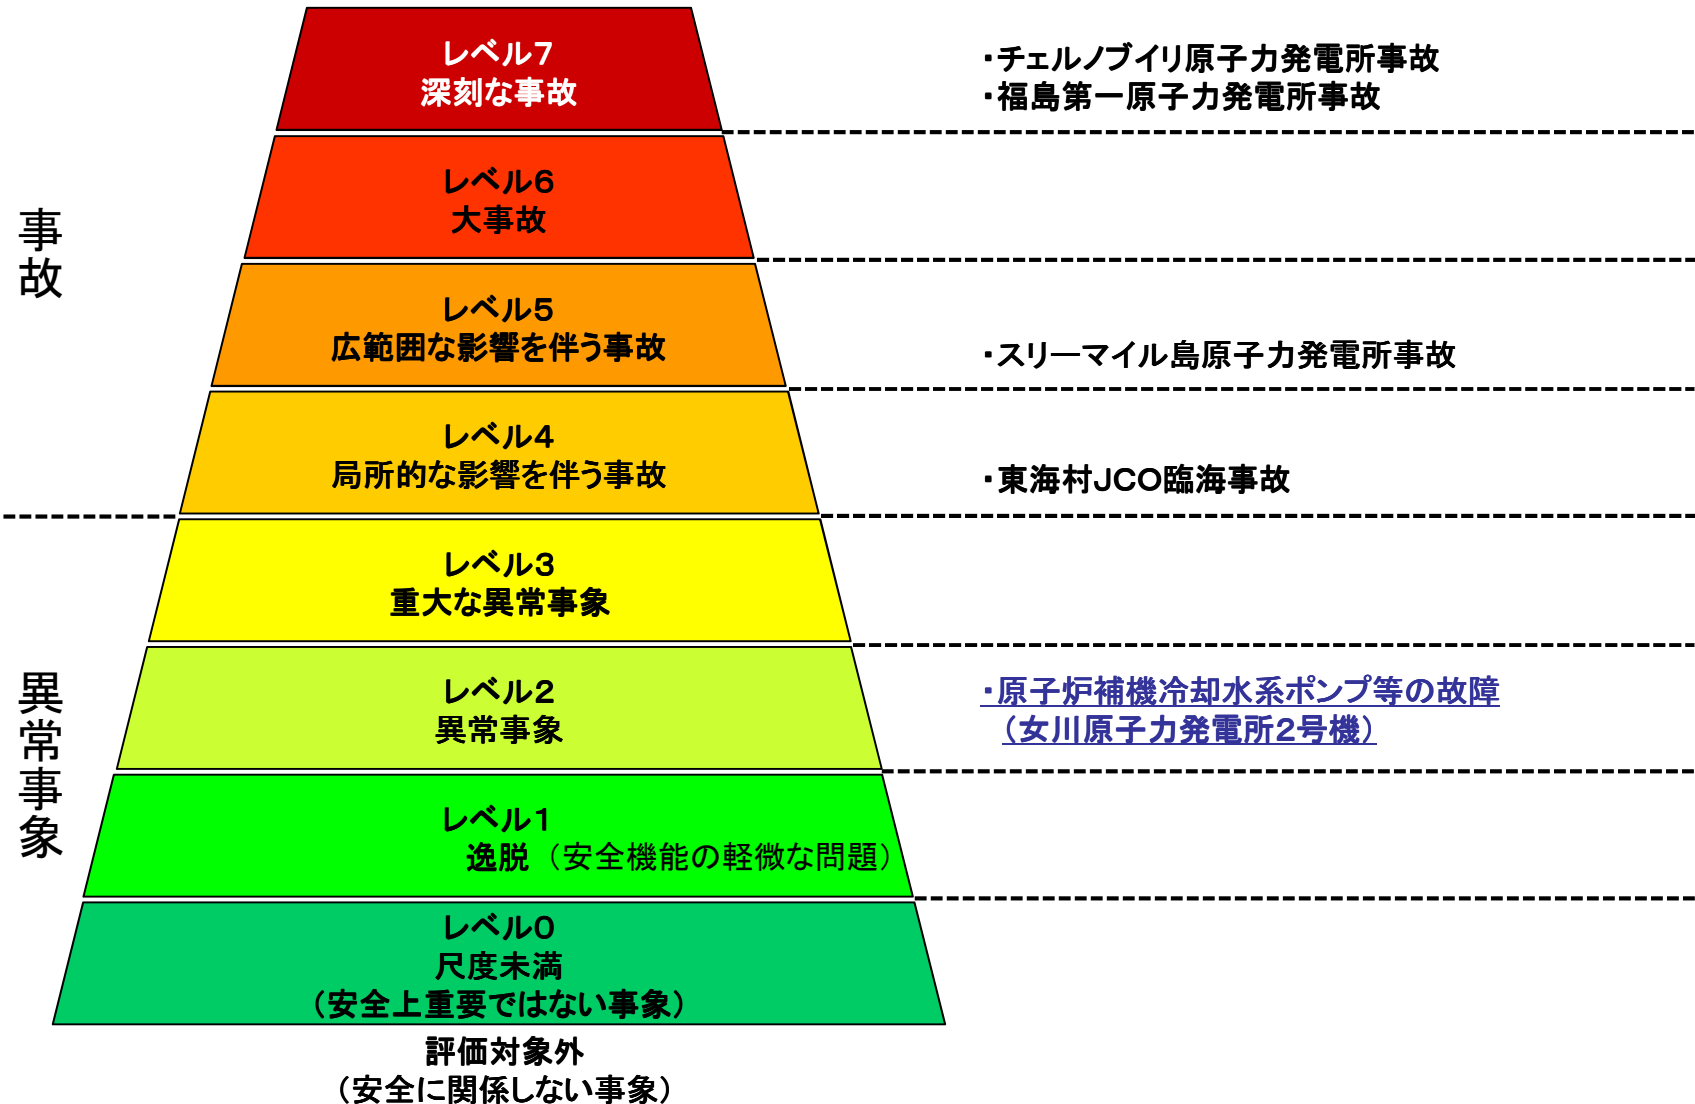 レベル7
深刻な事故
・チェルノブイリ原子力発電所事故
・福島第一原子力発電所事故
事故
レベル6
大事故
レベル5
広範囲な影響を伴う事故
・スリーマイル島原子力発電所事故
レベル4
局所的な影響を伴う事故
・東海村JCO臨海事故
異常事象
レベル3
重大な異常事象
レベル2
異常事象
・原子炉補機冷却水系ポンプ等の故障
（女川原子力発電所2号機）
レベル1
逸脱（安全機能の軽微な問題）
レベル0
尺度未満
（安全上重要ではない事象）
評価対象外
（安全に関係しない事象）